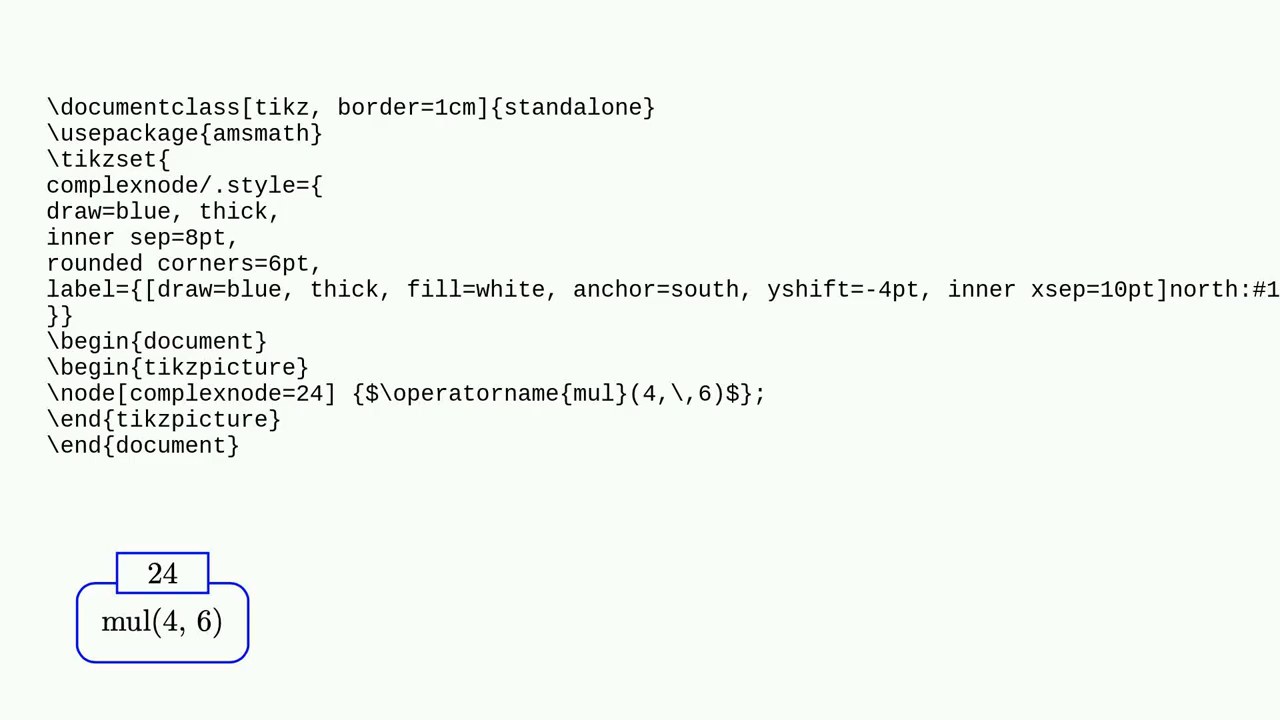 \documentclass[tikz, border=1cm]{standalone}
\usepackage{amsmath}
\tikzset{
complexnode/.style={
draw=blue, thick,
inner sep=8pt,
rounded corners=6pt,
label={[draw=blue, thick, fill=white, anchor=south, yshift=-4pt, inner xsep=10pt]north:#1
}}
\begin{document}
\begin{tikzpicture}
\node[complexnode=24] {$\operatorname{mul}(4,\,6)$};
\end{tikzpicture}
\end{document}
24
mul(4, 6)